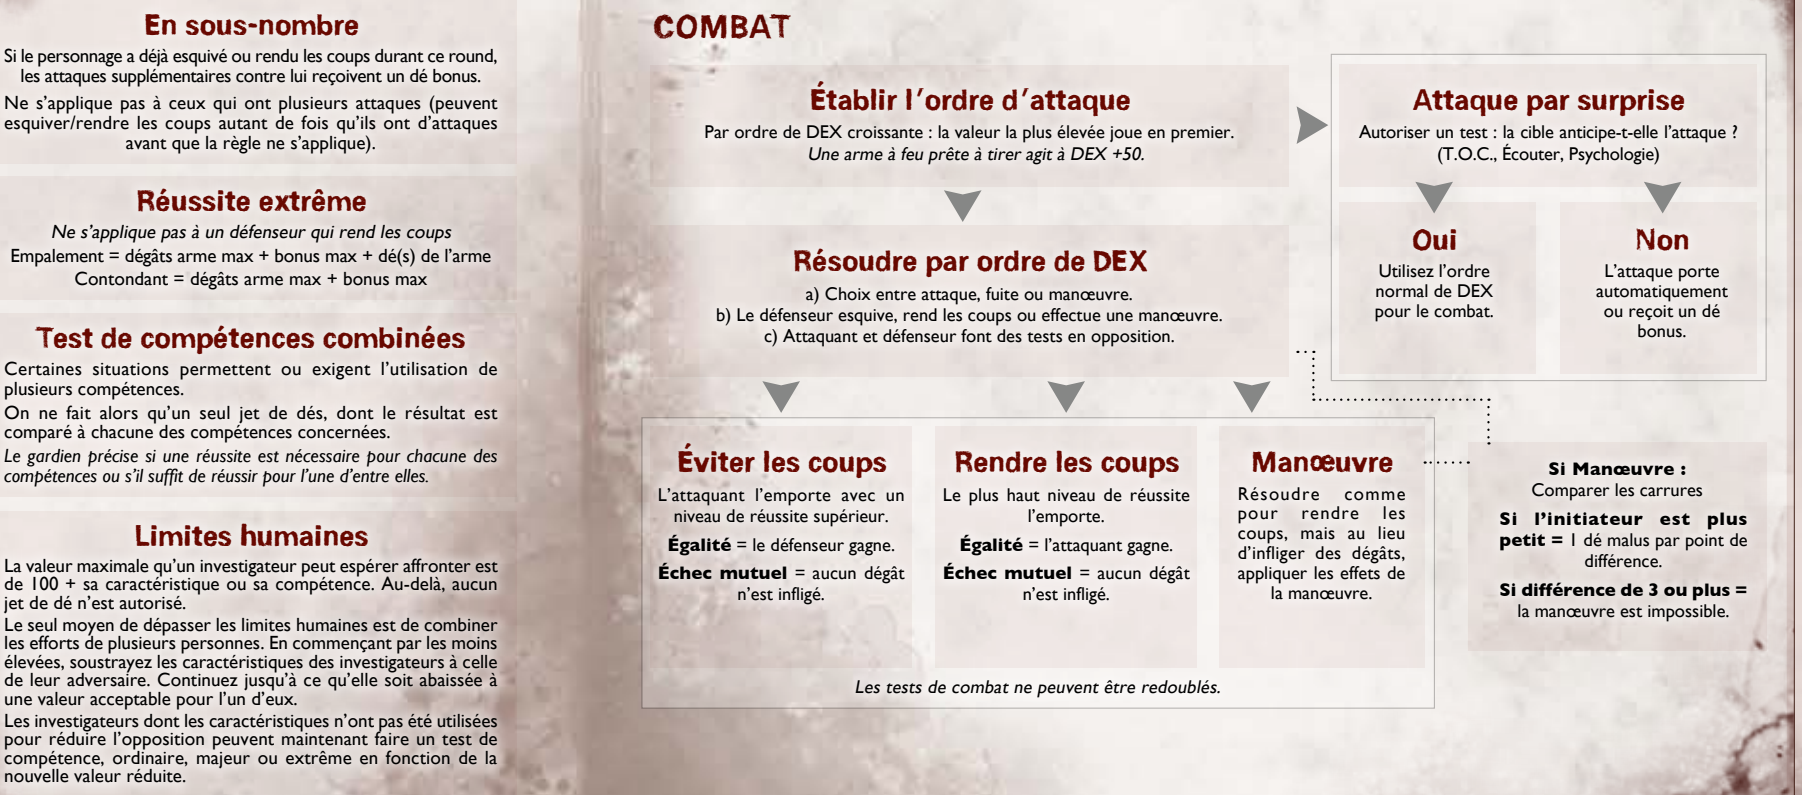 En sous-nombre
Si le personnage a déjà esquivé ou rendu les coups durant ce round,
les attaques supplémentaires contre lui reçoivent un dé bonus.
Ne s'applique pas à ceux qui ont plusieurs attaques (peuvent
esquiver/rendre les coups autant de fois qu'ils ont d'attaques
avant que la règle ne s'applique).
Réussite extrême
Ne s'applique pas à un défenseur qui rend les coups
Empalement = dégâts arme max + bonus max + dé(s) de l'arme
Contondant = dégâts arme max + bonus max
Test de compétences combinées
Certaines situations permettent ou exigent l'utilisation de
plusieurs compétences.
On ne fait alors qu'un seul jet de dés, dont le résultat est
comparé à chacune des compétences concernées.
Le gardien précise si une réussite est nécessaire pour chacune des
compétences ou s'il suffit de réussir pour l'une d'entre elles.
Limites humaines
La valeur maximale qu'un investigateur peut espérer affronter est
de 100 + sa caractéristique ou sa compétence. Au-delà, aucun
jet de dé n'est autorisé.
Le seul moyen de dépasser les limites humaines est de combiner
les efforts de plusieurs personnes. En commençant par les moins
élevées, soustrayez les caractéristiques des investigateurs à celle
de leur adversaire. Continuez jusqu'à ce qu'elle soit abaissée à
une valeur acceptable pour l'un d'eux.
Les investigateurs dont les caractéristiques n'ont pas été utilisées
pour réduire l'opposition peuvent maintenant faire un test de
compétence, ordinaire, majeur ou extrême en fonction de la
nouvelle valeur réduite.
COMBAT
Établir l'ordre d'attaque
Par ordre de DEX croissante : la valeur la plus élevée joue en premier.
Une arme à feu prête à tirer agit à DEX +50.
Attaque par surprise
Autoriser un test : la cible anticipe-t-elle l'attaque ?
(T.O.C., Écouter, Psychologie)
Oui
Utilisez l'ordre
normal de DEX
pour le combat.
Non
L'attaque porte
automatiquement
ou reçoit un dé
bonus.
Résoudre par ordre de DEX
a) Choix entre attaque, fuite ou manœuvre.
b) Le défenseur esquive, rend les coups ou effectue une manœuvre.
c) Attaquant et défenseur font des tests en opposition.
Éviter les coups
L'attaquant l'emporte avec un
niveau de réussite supérieur.
Égalité = le défenseur gagne.
Échec mutuel = aucun dégât
n'est infligé.
Rendre les coups
Le plus haut niveau de réussite
l'emporte.
Égalité = l'attaquant gagne.
Échec mutuel = aucun dégât
n'est infligé.
Manœuvre
Résoudre comme
pour rendre les
coups, mais au lieu
d'infliger des dégâts,
appliquer les effets de
la manœuvre.
Si Manœuvre :
Comparer les carrures
Si l'initiateur est plus
petit = 1 dé malus par point de
différence.
Si différence de 3 ou plus =
la manœuvre est impossible.
Les tests de combat ne peuvent être redoublés.